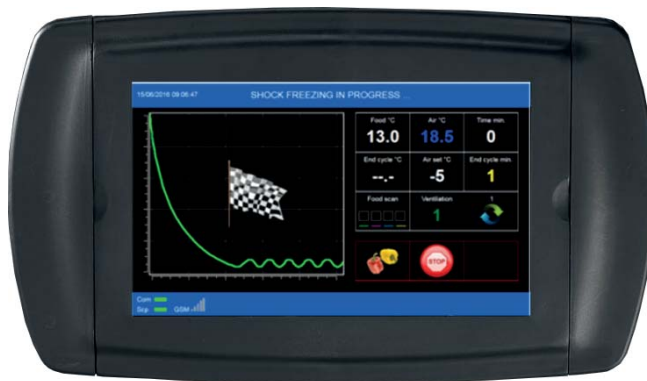 15/06/2016 09:06:47 SHOCK FREEZING IN PROGRESS ...
Food °C Air °C Time min.
13.0 18.5 0
End cycle °C Air set °C End cycle min
--.- -5 1
Food scan Ventilation 1
1
STOP
Com
Scp GSM